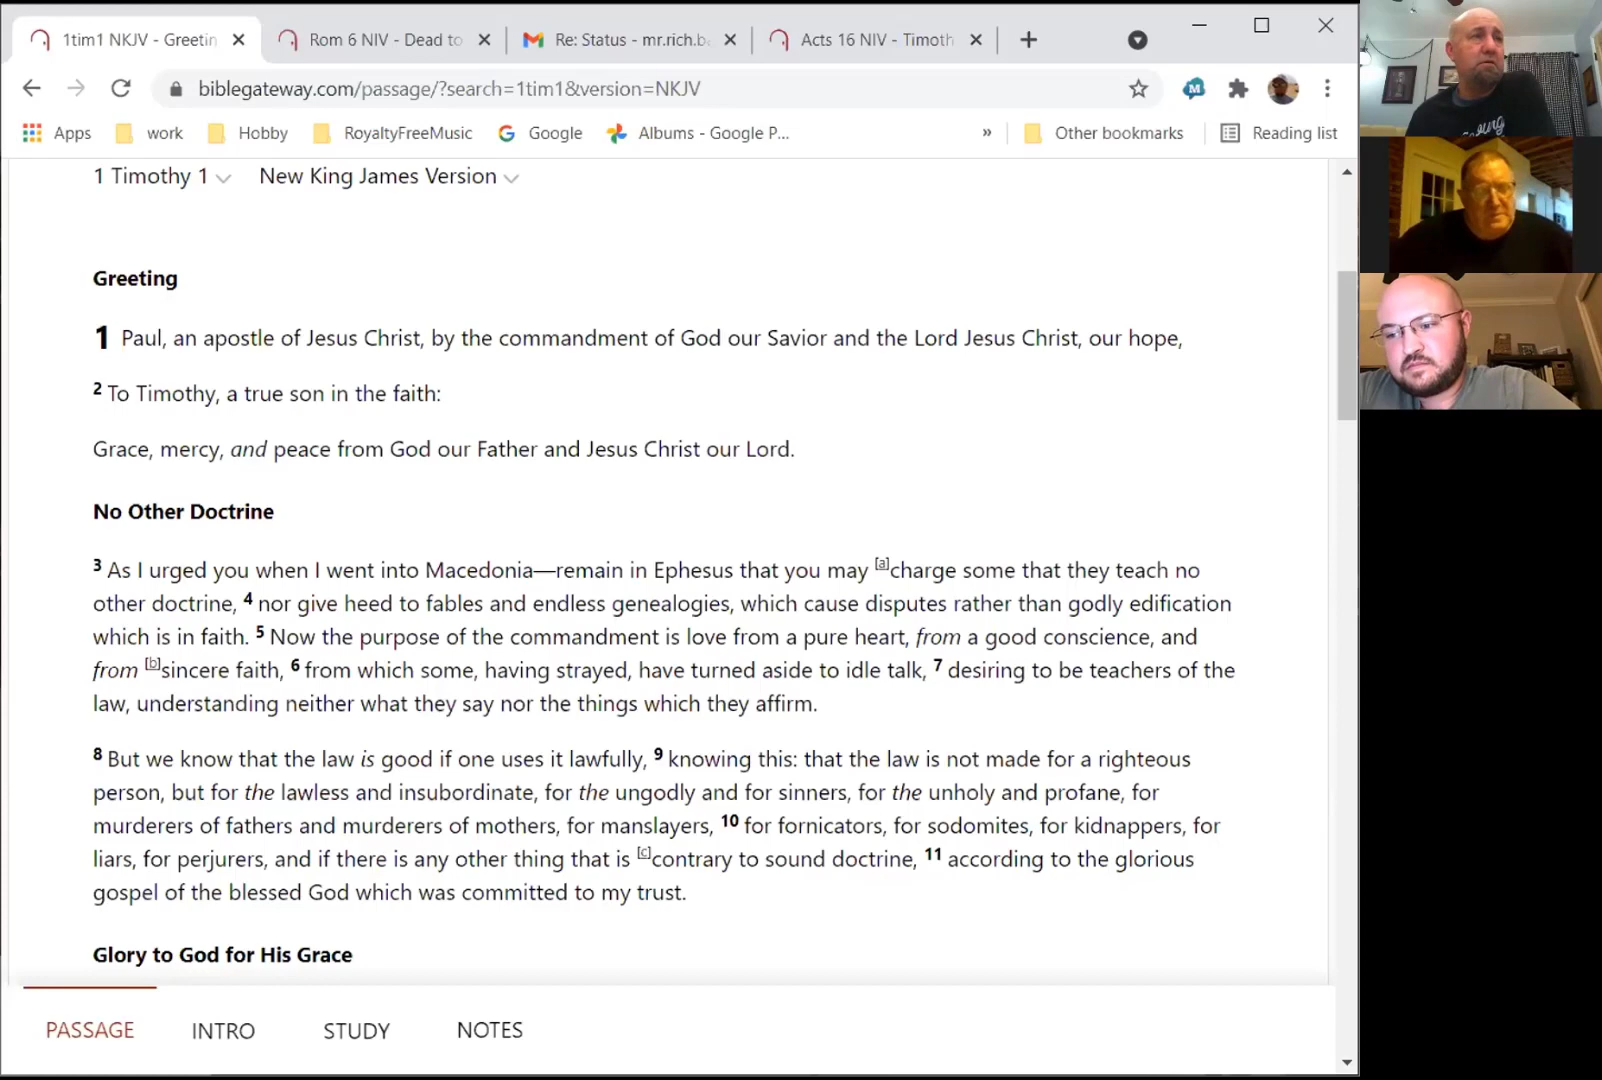 1tim1 NKJV - Greetin
Rom 6 NIV - Dead to
Re: Status - mr.rich.b
Acts 16 NIV - Timoth
biblegateway.com/passage/?search=1tim1&version=NKJV
M
Apps work Hobby RoyaltyFreeMusic Google Albums - Google P... » Other bookmarks Reading list
1 Timothy 1 New King James Version
Greeting
1 Paul, an apostle of Jesus Christ, by the commandment of God our Savior and the Lord Jesus Christ, our hope,
2 To Timothy, a true son in the faith:
Grace, mercy, and peace from God our Father and Jesus Christ our Lord.
No Other Doctrine
3 As I urged you when I went into Macedonia—remain in Ephesus that you may [a]charge some that they teach no
other doctrine, 4 nor give heed to fables and endless genealogies, which cause disputes rather than godly edification
which is in faith. 5 Now the purpose of the commandment is love from a pure heart, from a good conscience, and
from [b]sincere faith, 6 from which some, having strayed, have turned aside to idle talk, 7 desiring to be teachers of the
law, understanding neither what they say nor the things which they affirm.
8 But we know that the law is good if one uses it lawfully, 9 knowing this: that the law is not made for a righteous
person, but for the lawless and insubordinate, for the ungodly and for sinners, for the unholy and profane, for
murderers of fathers and murderers of mothers, for manslayers, 10 for fornicators, for sodomites, for kidnappers, for
liars, for perjurers, and if there is any other thing that is [c]contrary to sound doctrine, 11 according to the glorious
gospel of the blessed God which was committed to my trust.
Glory to God for His Grace
PASSAGE INTRO STUDY NOTES